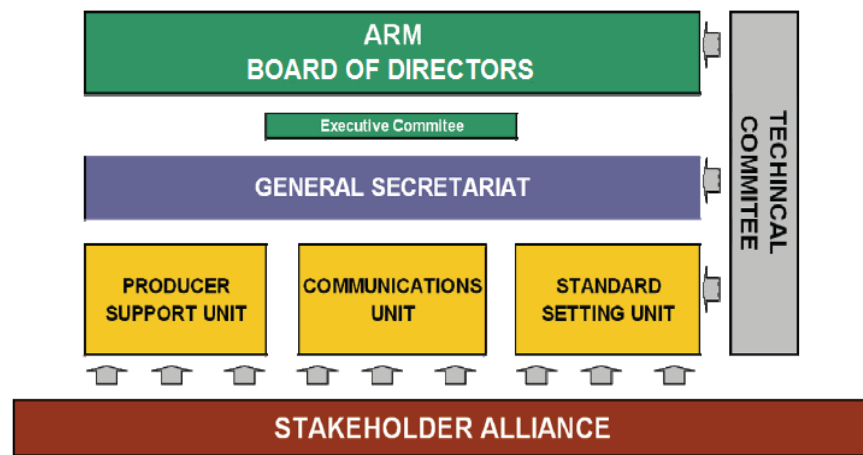 ARM
BOARD OF DIRECTORS
Executive Commitee
GENERAL SECRETARIAT
PRODUCER
SUPPORT UNIT
COMMUNICATIONS
UNIT
STANDARD
SETTING UNIT
TECHINCAL
COMMITEE
STAKEHOLDER ALLIANCE